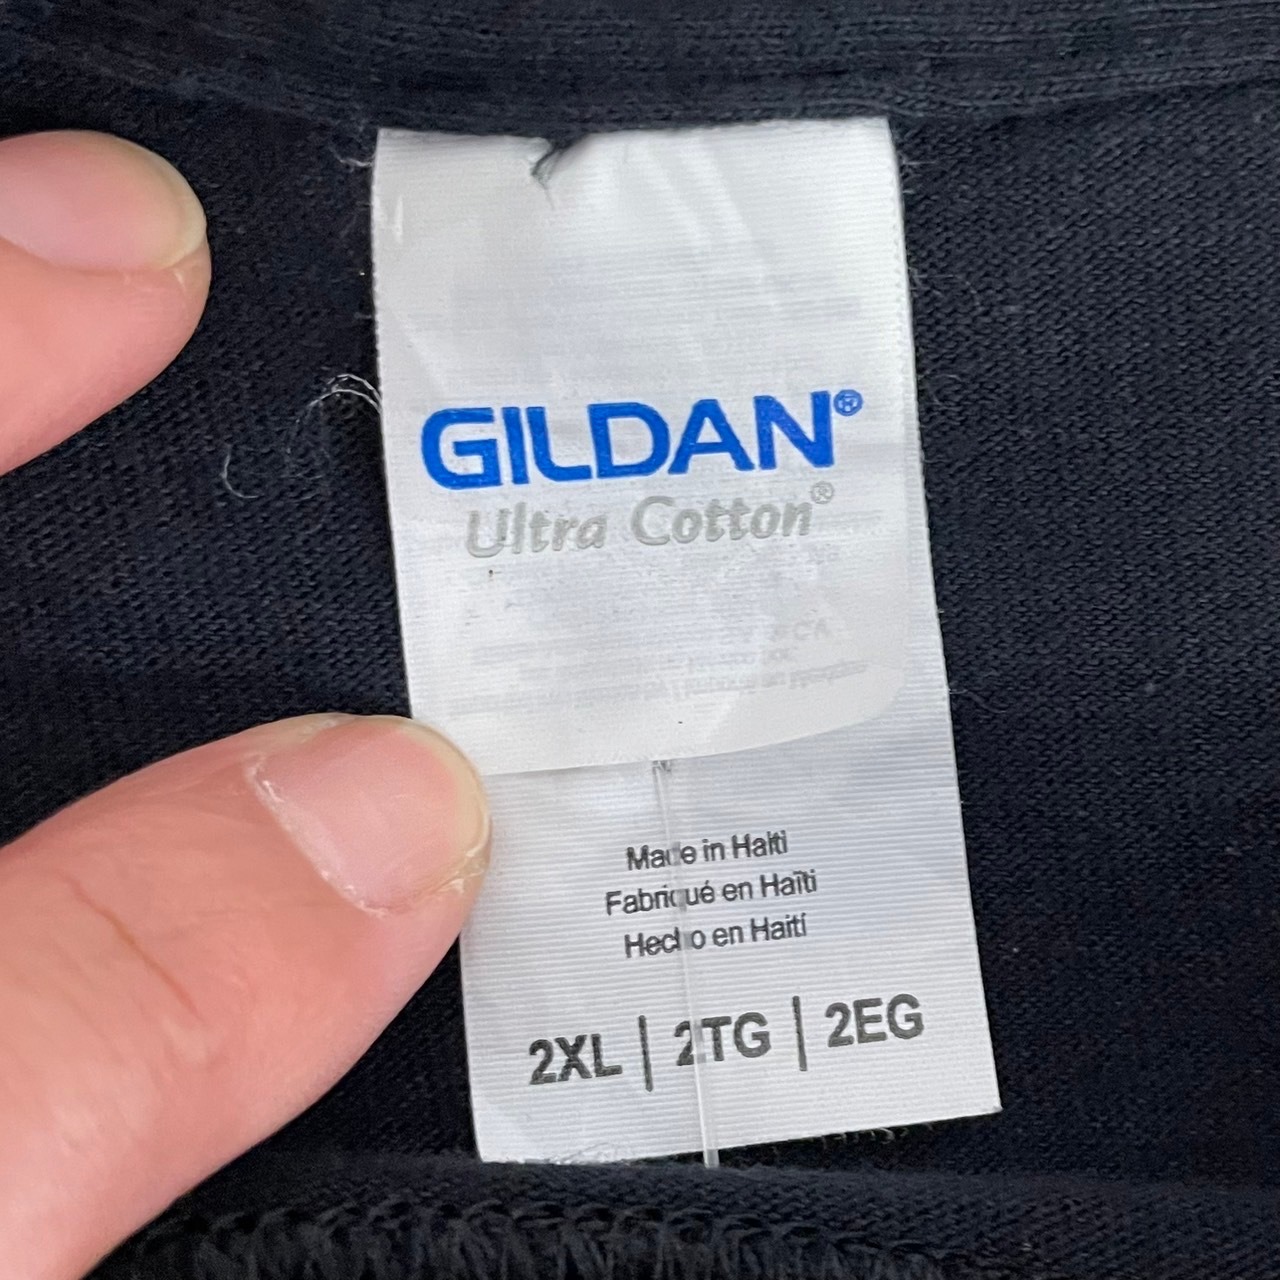 GILDAN®
Ultra Cotton®
Made in Haiti
Fabriqué en Haïti
Hecho en Haití
2XL | 2TG | 2EG